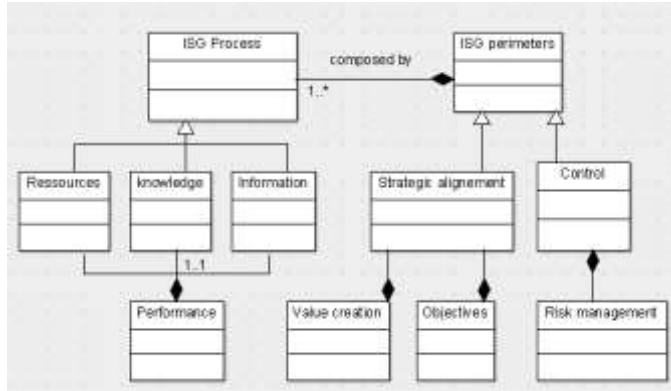 ISG Process
ISG perimeters
composed by
1..*
Ressources
knowledge
Information
Strategic alignement
Control
1..1
Performance
Value creation
Objectives
Risk management